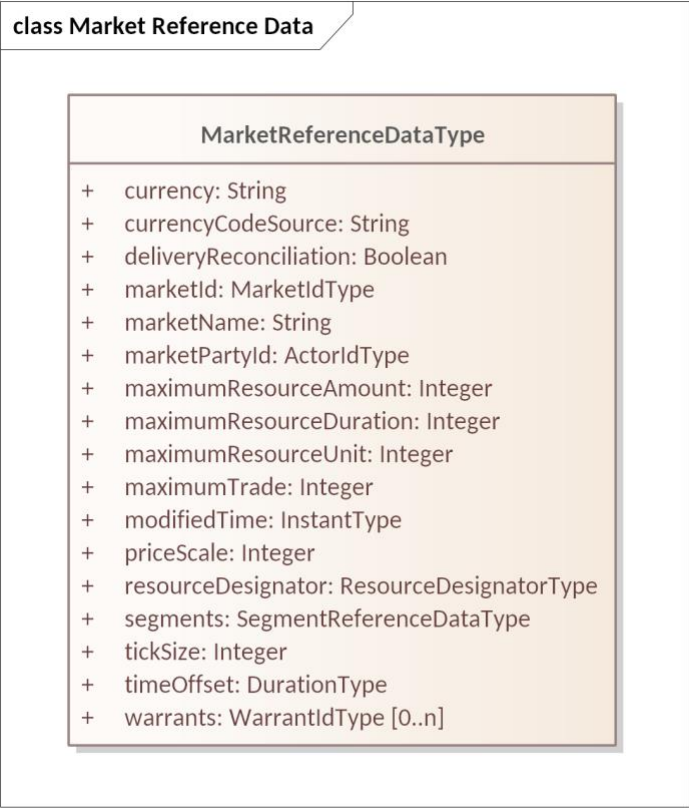 class Market Reference Data
MarketReferenceDataType
+ currency: String
+ currencyCodeSource: String
+ deliveryReconciliation: Boolean
+ marketId: MarketIdType
+ marketName: String
+ marketPartyId: ActorIdType
+ maximumResourceAmount: Integer
+ maximumResourceDuration: Integer
+ maximumResourceUnit: Integer
+ maximumTrade: Integer
+ modifiedTime: InstantType
+ priceScale: Integer
+ resourceDesignator: ResourceDesignatorType
+ segments: SegmentReferenceDataType
+ tickSize: Integer
+ timeOffset: DurationType
+ warrants: WarrantIdType [0..n]